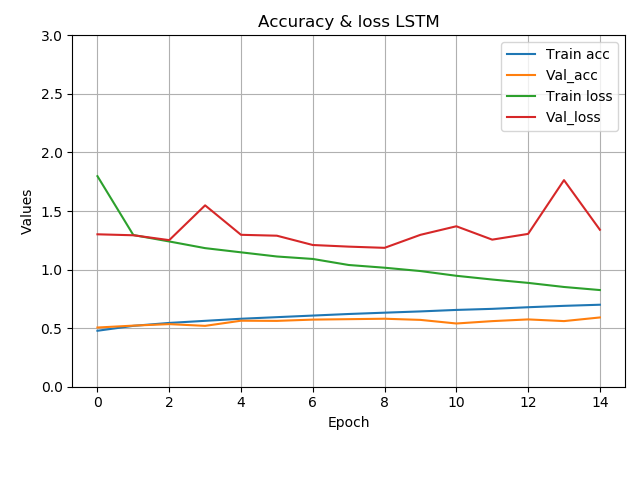 Accuracy & loss LSTM
3.0
2.5
2.0
1.5
1.0
0.5
0.0
Values
Train acc
Val_acc
Train loss
Val_loss
0 2 4 6 8 10 12 14
Epoch